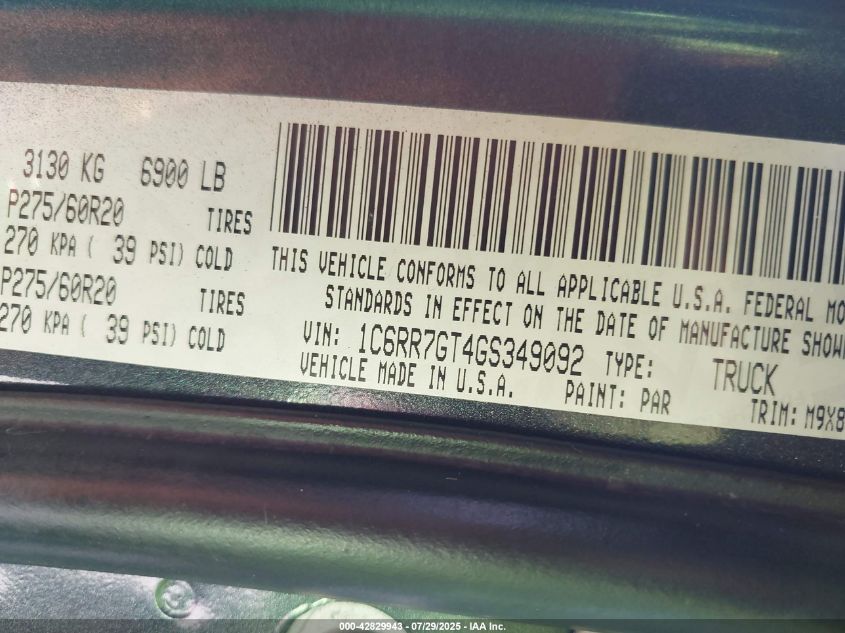 3130 KG 6900 LB
P275/60R20 TIRES
270 KPA ( 39 PSI) COLD
P275/60R20 TIRES
270 KPA ( 39 PSI) COLD
THIS VEHICLE CONFORMS TO ALL APPLICABLE U.S.A. FEDERAL MO
STANDARDS IN EFFECT ON THE DATE OF MANUFACTURE SHOW
VIN: 1C6RR7GT4GS349092 TYPE: TRUCK
VEHICLE MADE IN U.S.A. PAINT: PAR TRIM: M9X8
000-42829943 / 07/29/2025 - IAA Inc.